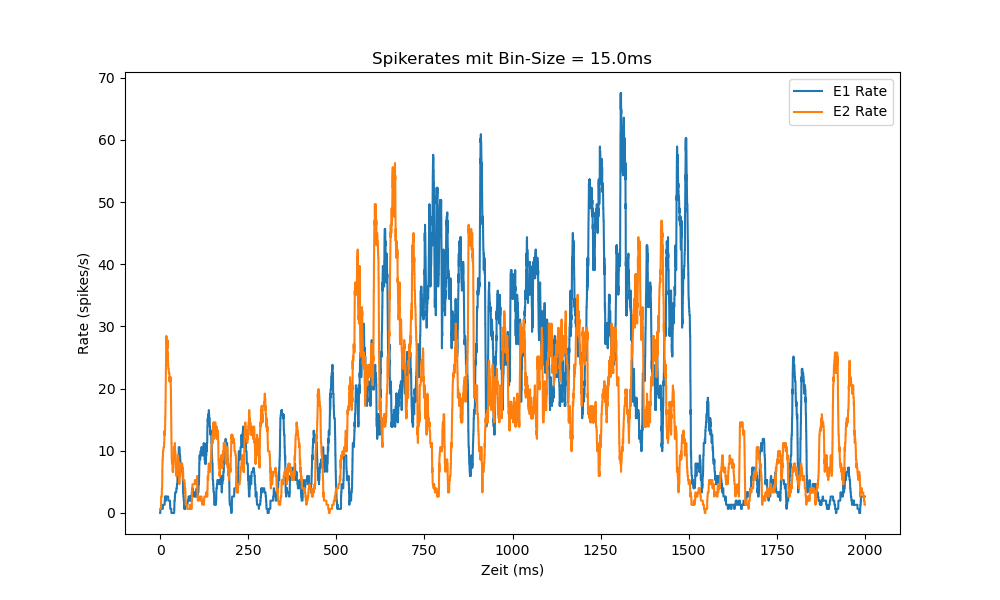 Spikerates mit Bin-Size = 15.0ms
E1 Rate
E2 Rate
Rate (spikes/s)
70
60
50
40
30
20
10
0
0 250 500 750 1000 1250 1500 1750 2000
Zeit (ms)